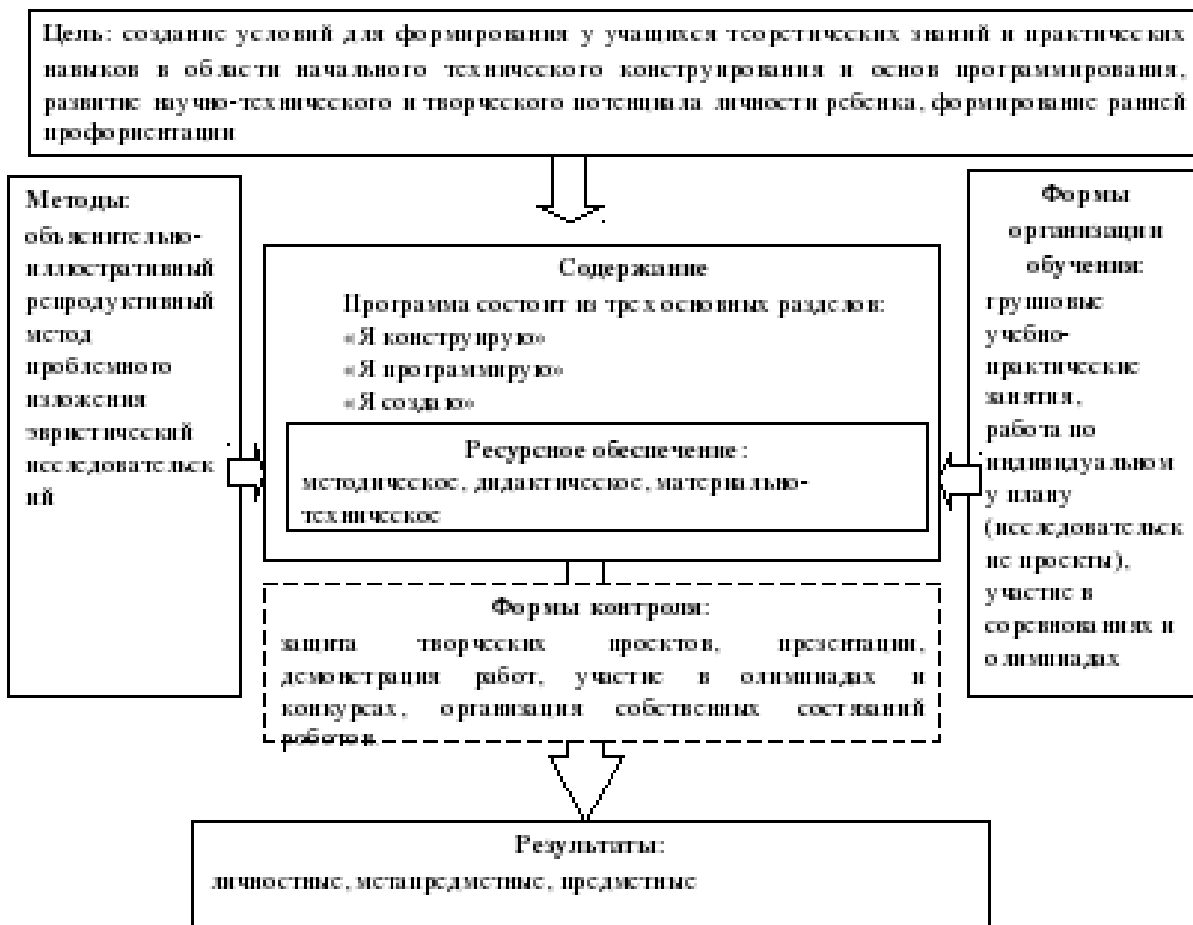 Цель: создание условий для формирования у учащихся теоретических знаний и практических
навыков в области начального технического конструирования и основ программирования,
развитие научно-технического и творческого потенциала личности ребенка, формирование ранней
профориентации
Методы:
объяснительно-
иллюстративный
репродуктивный
метод
проблемного
изложения
эвристический
исследовательск
ий
Содержание
Программа состоит из трех основных разделов:
«Я конструирую»
«Я программирую»
«Я создаю»
Ресурсное обеспечение:
методическое, дидактическое, материально-
техническое
Формы
организации
обучения:
групповые
учебно-
практические
занятия,
работа по
индивидуальном
у плану
(исследовательск
ие проекты),
участие в
соревнованиях и
олимпиадах
Формы контроля:
защита творческих проектов, презентации,
демонстрация работ, участие в олимпиадах и
конкурсах, организация собственных состязаний
роботов.
Результаты:
личностные, метапредметные, предметные